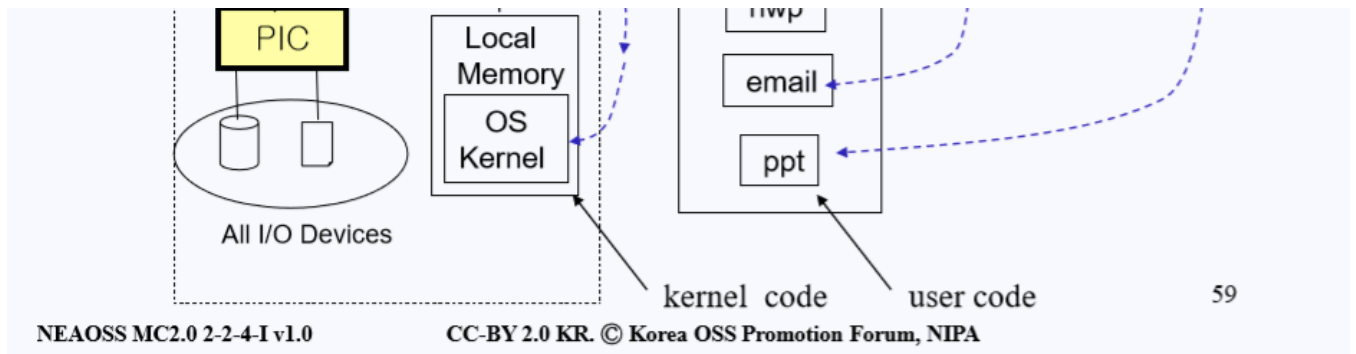 hwp
PIC
Local
Memory
email
OS
Kernel
ppt
All I/O Devices
kernel code
user code
59
NEAOSS MC2.0 2-2-4-I v1.0
CC-BY 2.0 KR. © Korea OSS Promotion Forum, NIPA